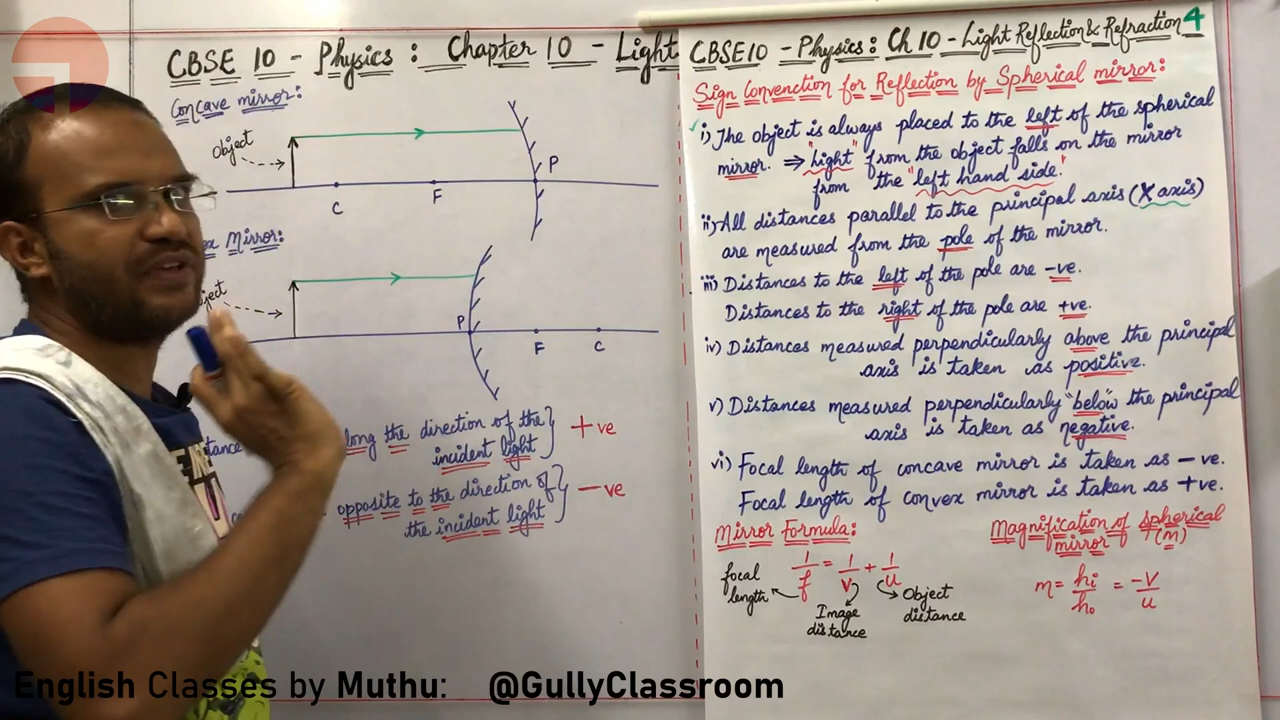 CBSE 10 - Physics : Chapter 10 - Light
Concave mirror:
Object
P
C
F
Mirror:
P
F
C
the direction of the
incident light
+ve
opposite to the direction of
the incident light
-ve
CBSE10 - Physics : Ch 10 - Light Reflection & Refraction 4
Sign Convenction for Reflection by Spherical mirror:
✓ i) The object is always placed to the left of the spherical
mirror. ⇒ "light" from the object falls on the mirror
from the "left hand side."
ii) All distances parallel to the principal axis (X axis)
are measured from the pole of the mirror.
iii) Distances to the left of the pole are -ve.
Distances to the right of the pole are +ve.
iv) Distances measured perpendicularly above the principal
axis is taken as positive.
v) Distances measured perpendicularly "below" the principal
axis is taken as negative.
vi) Focal length of concave mirror is taken as -ve.
Focal length of convex mirror is taken as +ve.
Mirror Formula:
1/f = 1/v + 1/u
focal
length
Image
distance
Object
distance
Magnification of spherical
mirror (m)
m = hi/ho = -v/u
English Classes by Muthu: @GullyClassroom